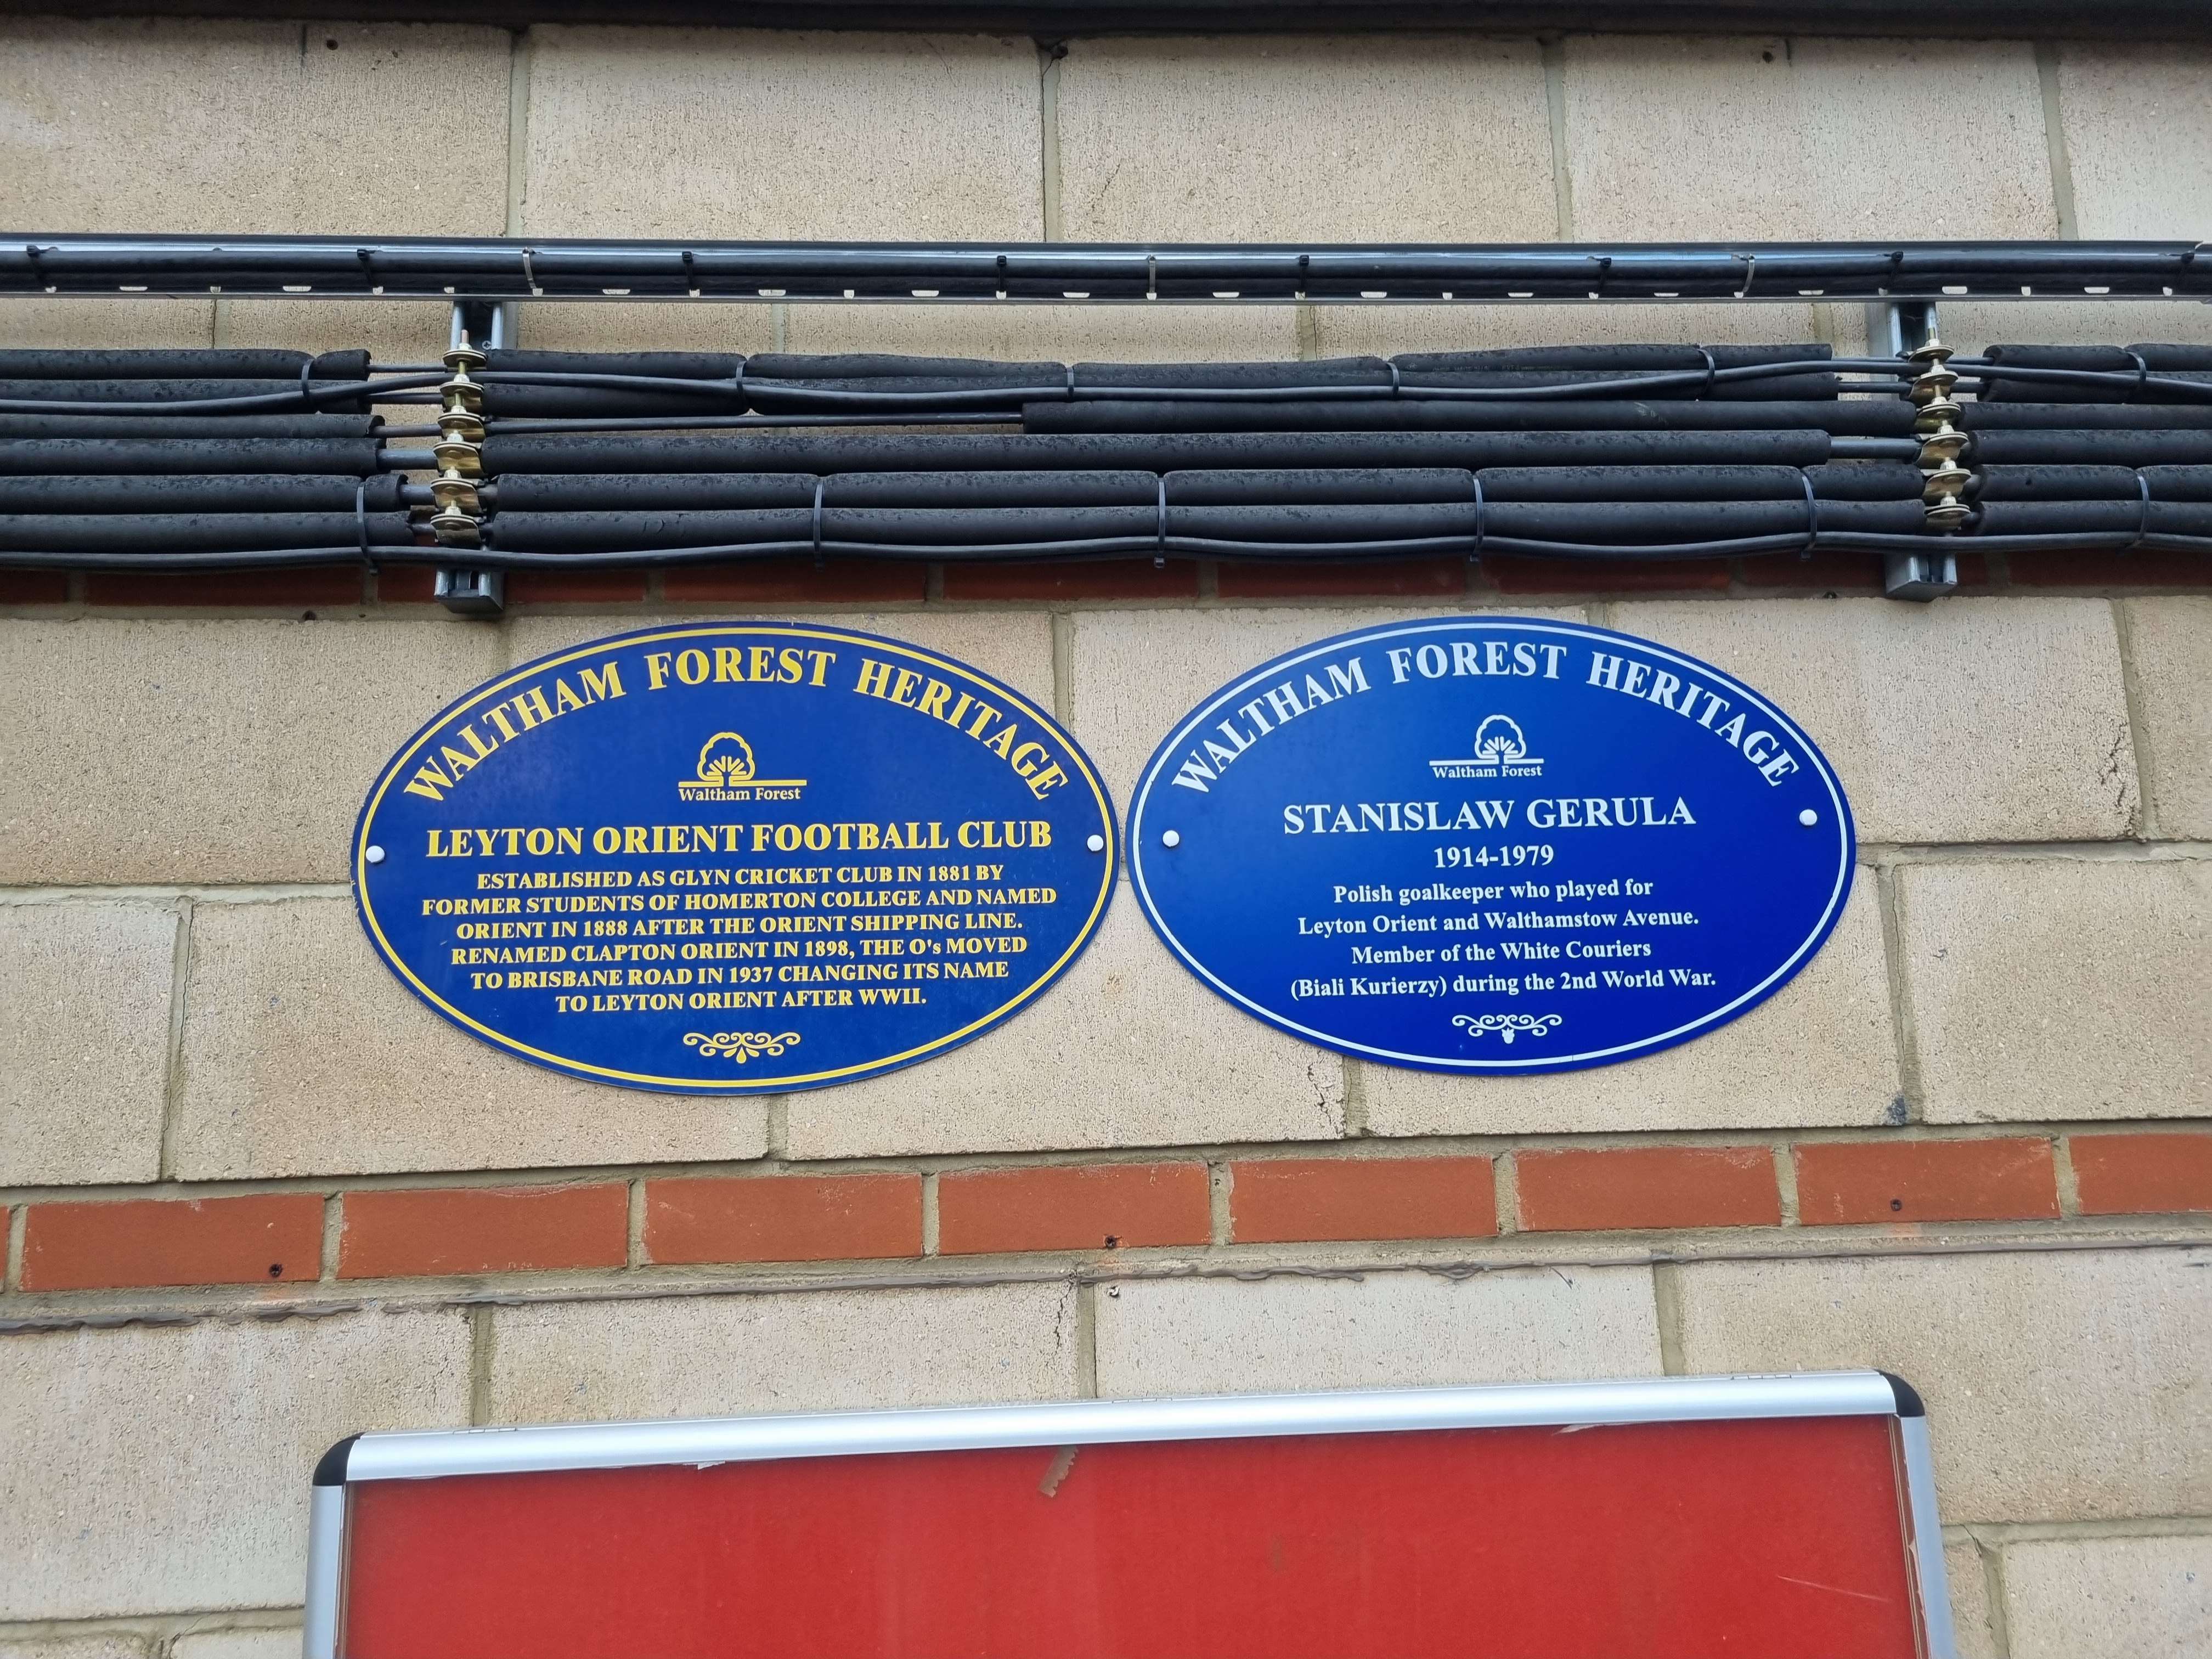 WALTHAM FOREST HERITAGE
Waltham Forest
LEYTON ORIENT FOOTBALL CLUB
ESTABLISHED AS GLYN CRICKET CLUB IN 1881 BY
FORMER STUDENTS OF HOMERTON COLLEGE AND NAMED
ORIENT IN 1888 AFTER THE ORIENT SHIPPING LINE.
RENAMED CLAPTON ORIENT IN 1898, THE O's MOVED
TO BRISBANE ROAD IN 1937 CHANGING ITS NAME
TO LEYTON ORIENT AFTER WWII.
WALTHAM FOREST HERITAGE
Waltham Forest
STANISLAW GERULA
1914-1979
Polish goalkeeper who played for
Leyton Orient and Walthamstow Avenue.
Member of the White Couriers
(Biali Kurierzy) during the 2nd World War.